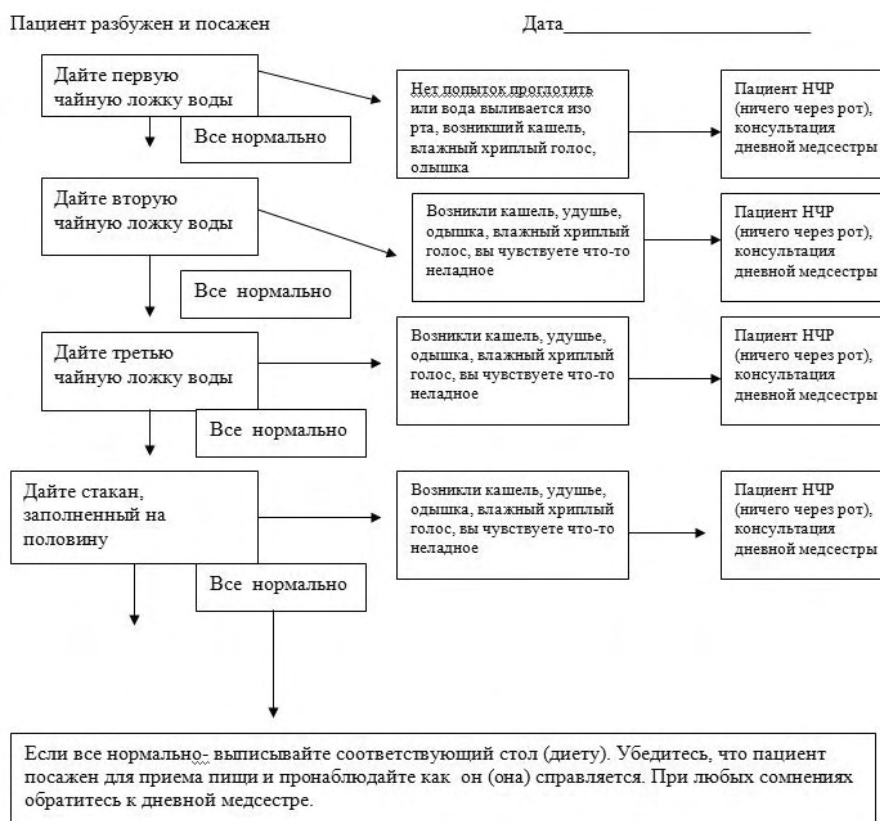 Пациент разбужен и посажен
Дата
Дайте первую
чайную ложку воды
Все нормально
Нет попыток проглотить
или вода выливается изо
рта, возникший кашель,
влажный хриплый голос,
одышка
Пациент НЧР
(ничего через рот),
консультация
дневной медсестры
Дайте вторую
чайную ложку воды
Все нормально
Возникли кашель, удушье,
одышка, влажный хриплый
голос, вы чувствуете что-то
неладное
Пациент НЧР
(ничего через рот),
консультация
дневной медсестры
Дайте третью
чайную ложку воды
Все нормально
Возникли кашель, удушье,
одышка, влажный хриплый
голос, вы чувствуете что-то
неладное
Пациент НЧР
(ничего через рот),
консультация
дневной медсестры
Дайте стакан,
заполненный на
половину
Все нормально
Возникли кашель, удушье,
одышка, влажный хриплый
голос, вы чувствуете что-то
неладное
Пациент НЧР
(ничего через рот),
консультация
дневной медсестры
Если все нормально- выписывайте соответствующий стол (диету). Убедитесь, что пациент
посажен для приема пищи и пронаблюдайте как он (она) справляется. При любых сомнениях
обратитесь к дневной медсестре.